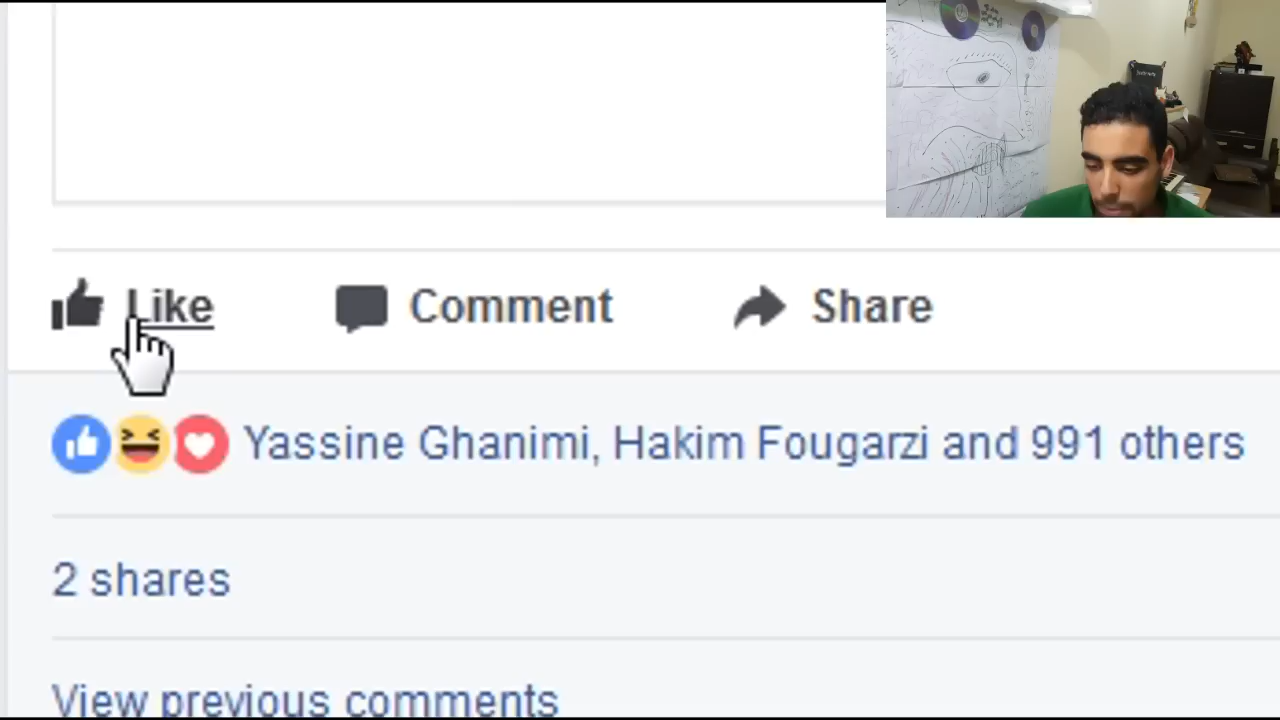 Like Comment Share
Yassine Ghanimi, Hakim Fougarzi and 991 others
2 shares
View previous comments